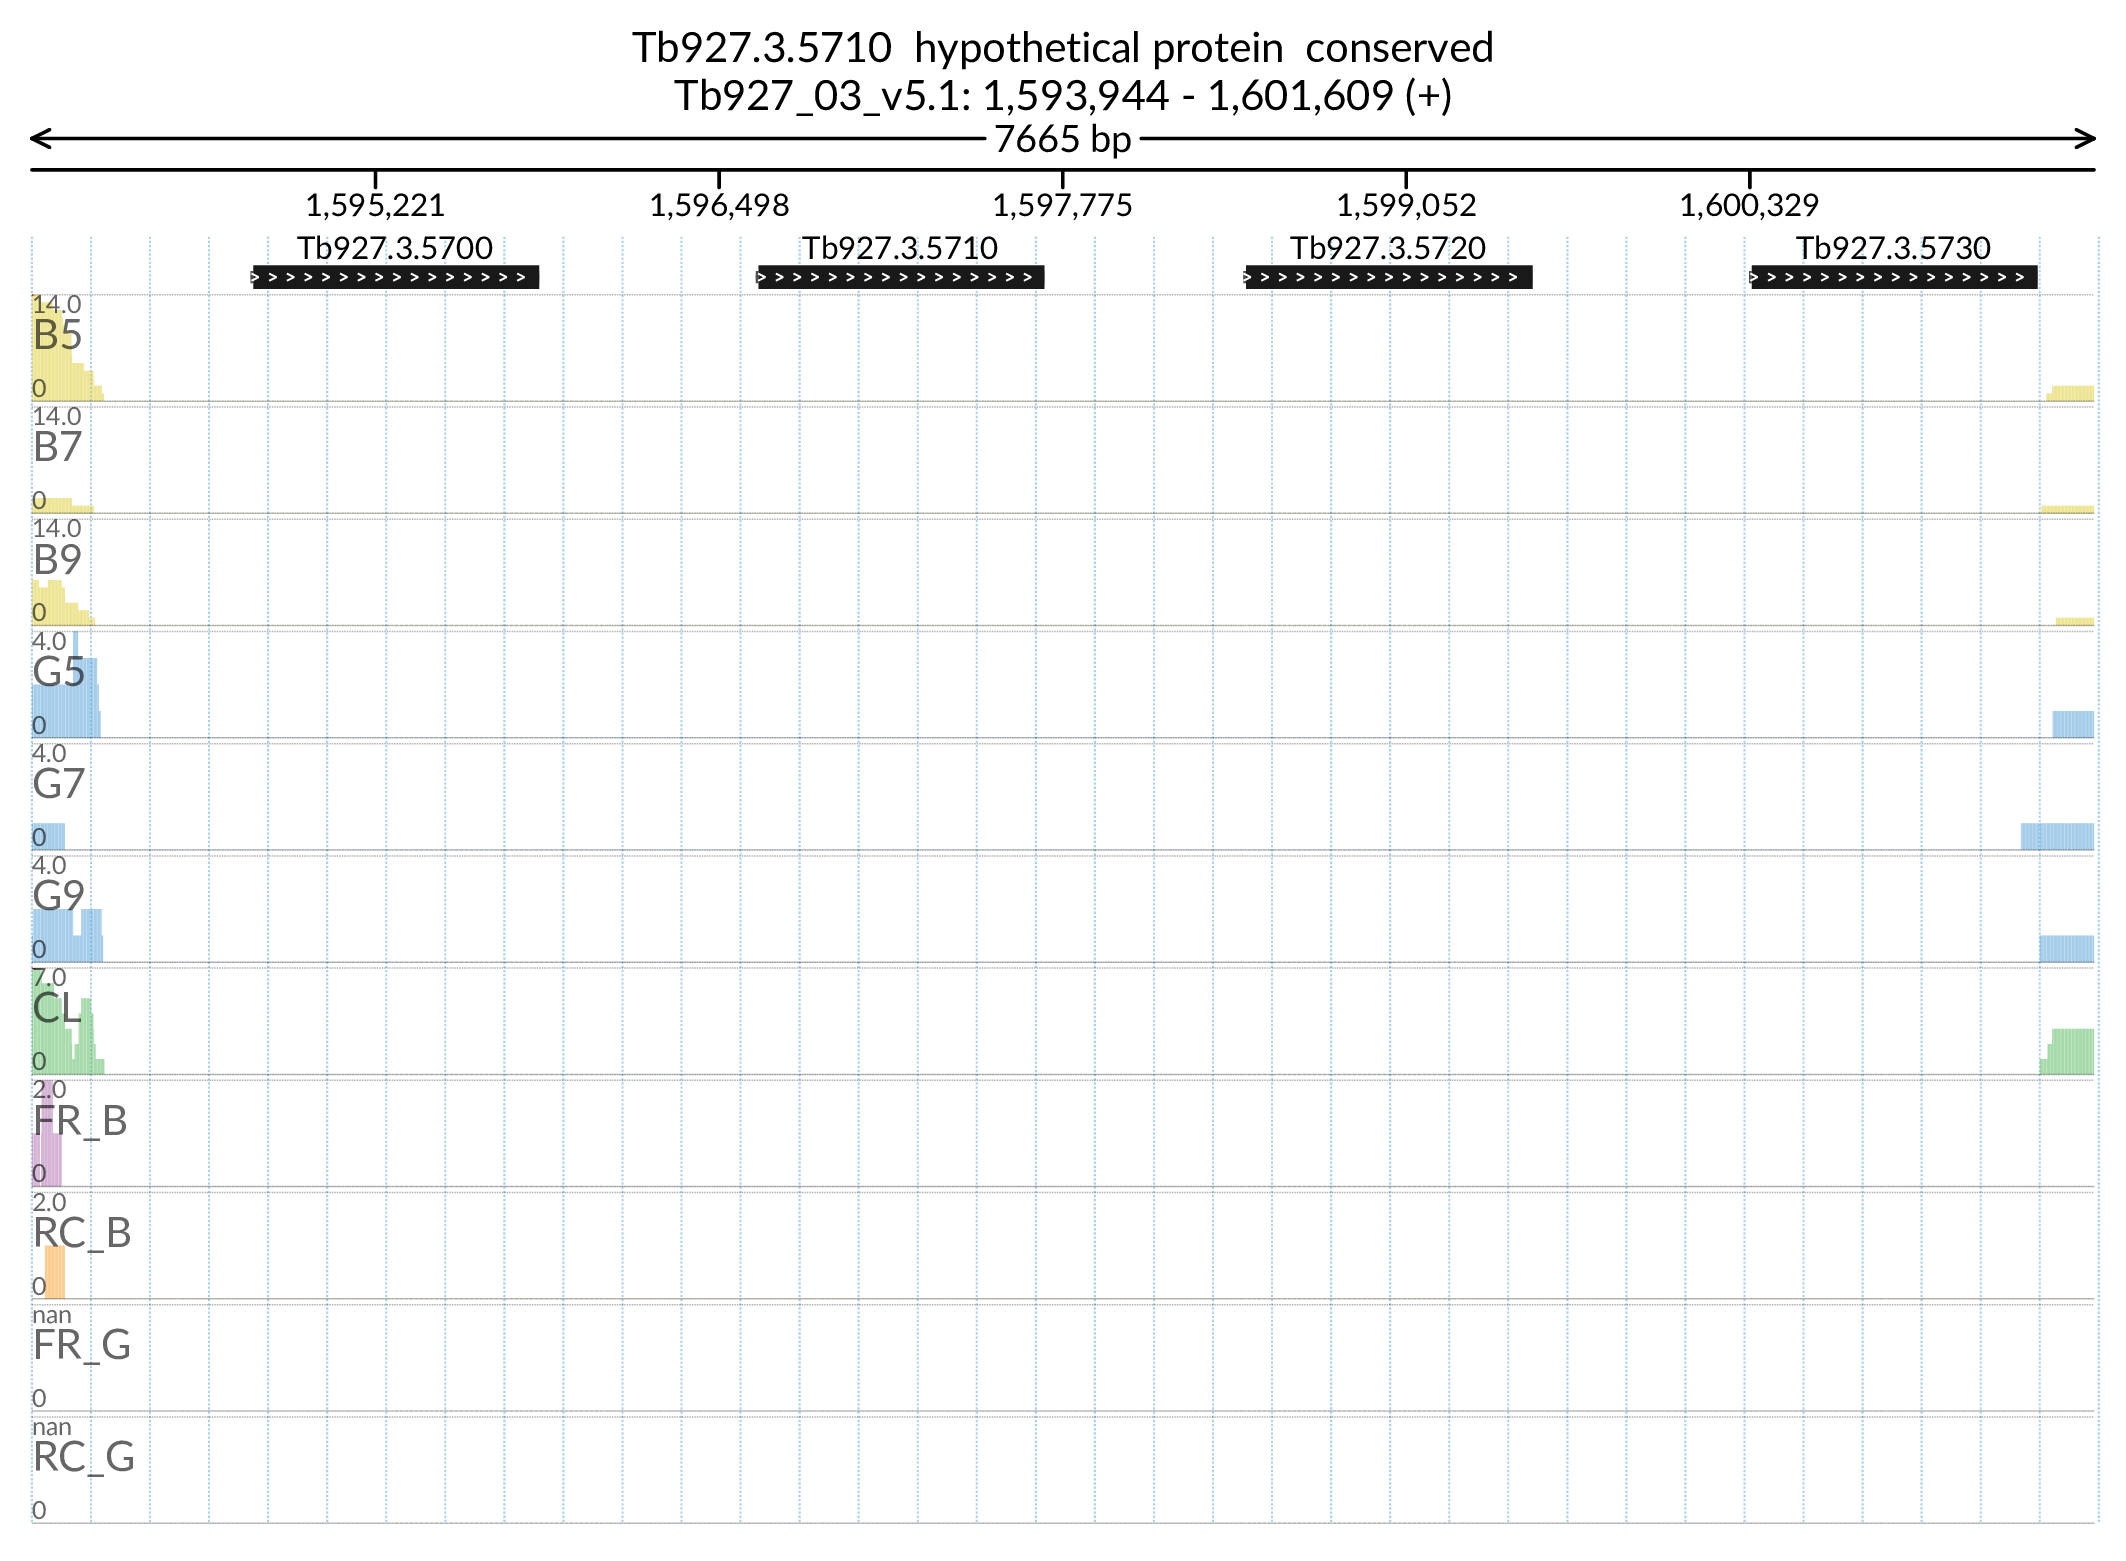 Tb927.3.5710  hypothetical protein  conserved
Tb927_03_v5.1: 1,593,944 - 1,601,609 (+)
7665 bp
1,595,221 1,596,498 1,597,775 1,599,052 1,600,329
Tb927.3.5700 Tb927.3.5710 Tb927.3.5720 Tb927.3.5730
14.0
B5
0
14.0
B7
0
14.0
B9
0
4.0
G5
0
4.0
G7
0
4.0
G9
0
7.0
CL
0
2.0
FR_B
0
2.0
RC_B
0
nan
FR_G
0
nan
RC_G
0